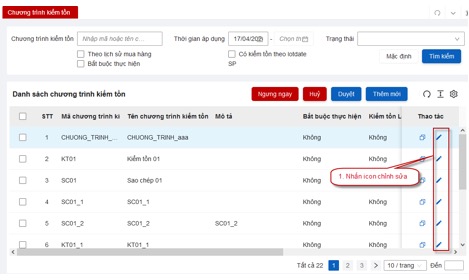 Chương trình kiểm tồn
Chương trình kiểm tồn Nhập mã hoặc tên c... Thời gian áp dụng 17/04/202 - Chọn th Trạng thái
Theo lịch sử mua hàng Có kiểm tồn theo lotdate Mặc định Tìm kiếm
Bắt buộc thực hiện SP
Danh sách chương trình kiểm tồn Ngưng ngay Huỷ Duyệt Thêm mới
STT Mã chương trình ki Tên chương trình kiểm tồn Mô tả Bắt buộc thực hiện Kiểm tồn L Thao tác
1 CHUONG_TRINH_... CHUONG_TRINH_aaa Không Không
2 KT01 Kiểm tồn 01 Không Không
3 SC01 Sao chép 01
1. Nhấn icon chỉnh sửa
4 SC01_1 SC01_1 Không Không
5 SC01_2 SC01_2 SC01_2 Không Không
6 KT01_1 KT01_1 Không Không
Tất cả 22 1 2 3 > 10 / trang Đến